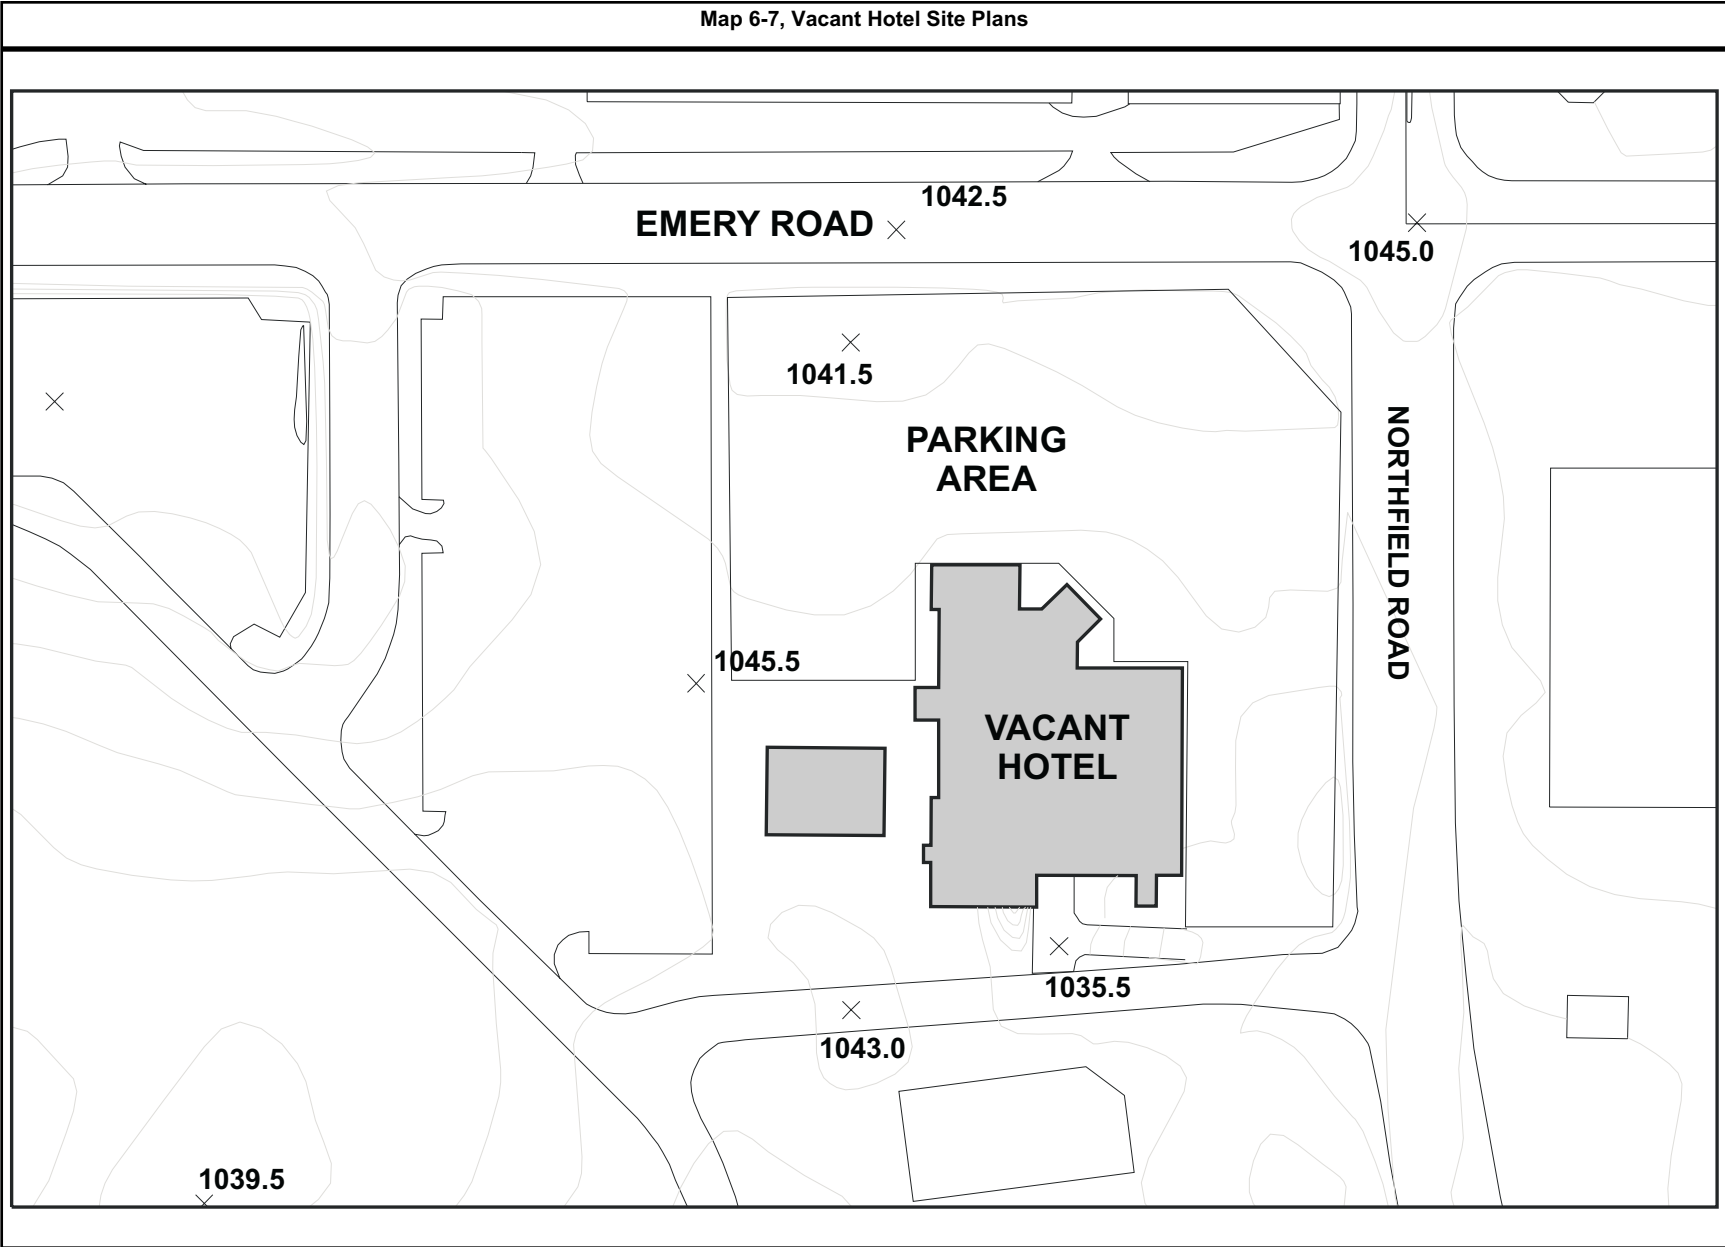 Map 6-7, Vacant Hotel Site Plans
1042.5
EMERY ROAD
1045.0
1041.5
PARKING
AREA
NORTHFIELD ROAD
1045.5
VACANT
HOTEL
1035.5
1043.0
1039.5